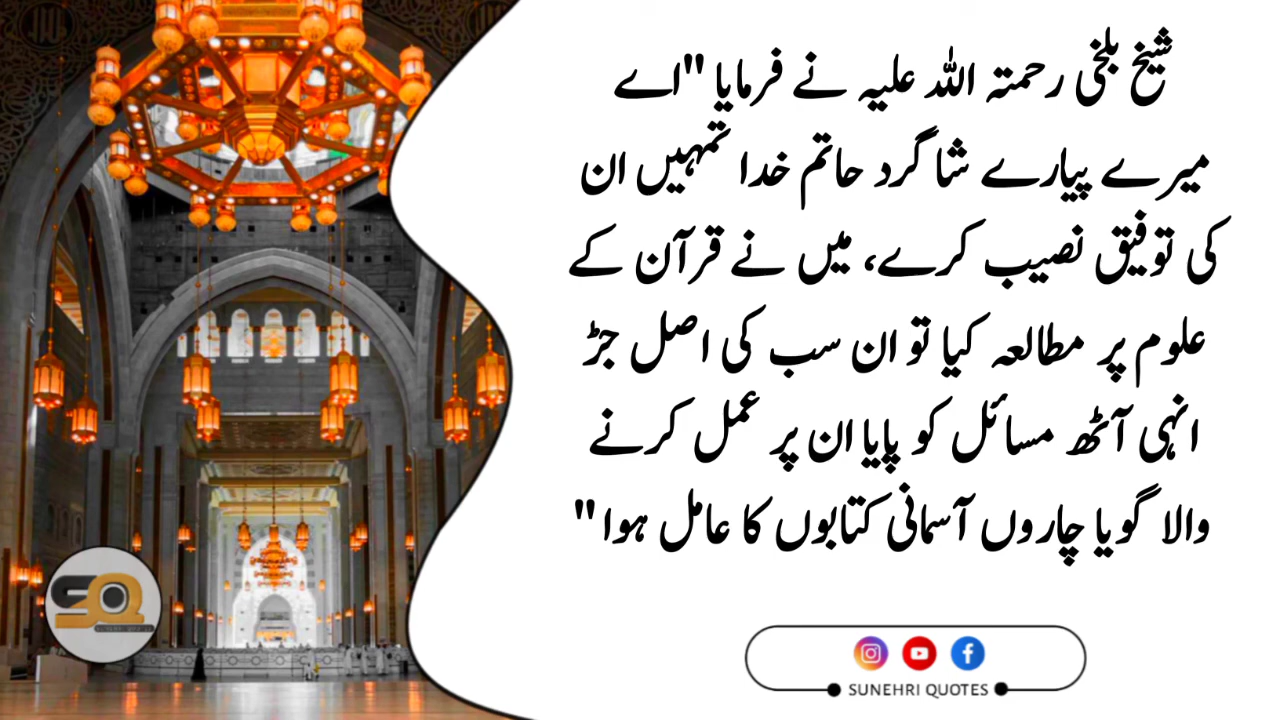 شیخ بلخی رحمتہ اللہ علیہ نے فرمایا "اے
میرے پیارے شاگرد حاتم خدا تمہیں ان
کی توفیق نصیب کرے، میں نے قرآن کے
علوم پر مطالعہ کیا تو ان سب کی اصل جڑ
انہی آٹھ مسائل کو پایا ان پر عمل کرنے
والا گویا چاروں آسمانی کتابوں کا عامل ہوا"
SQ
SUNEHRI QUOTES